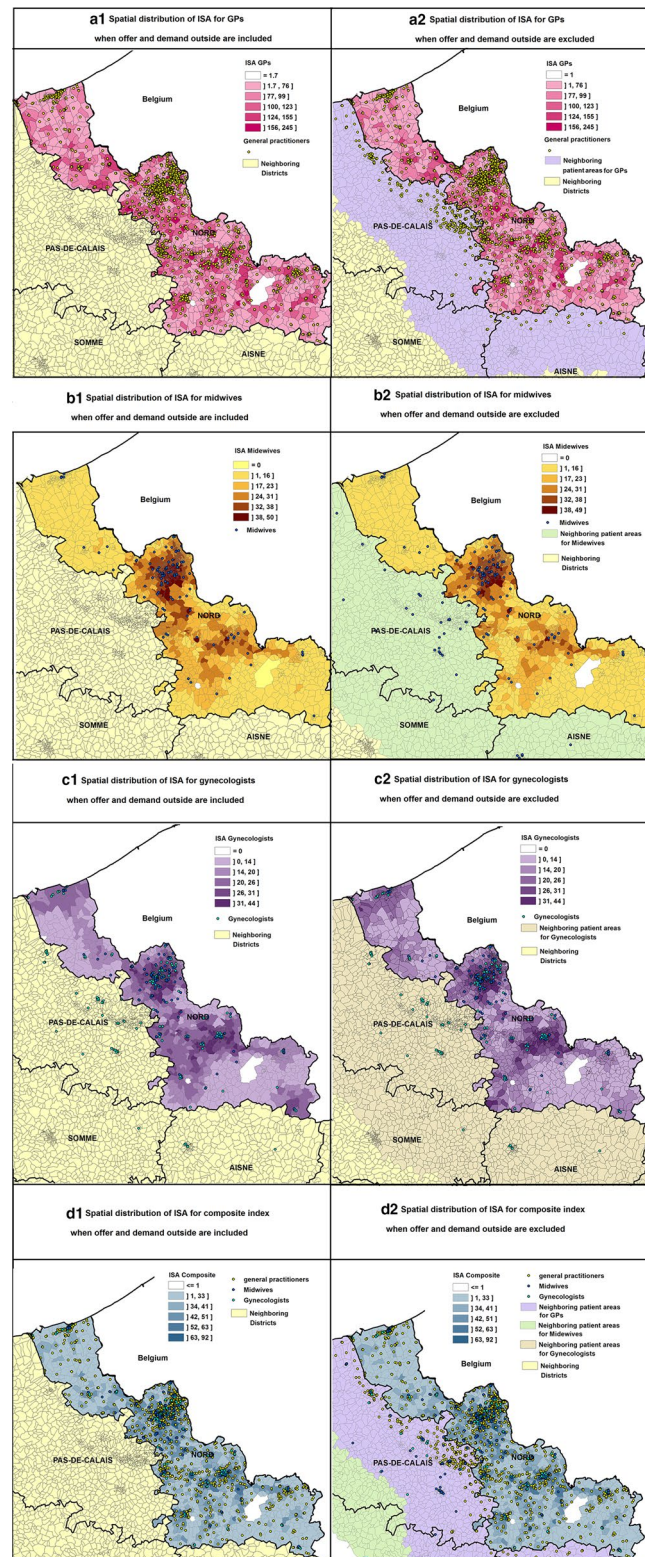 a1 Spatial distribution of ISA for GPs
when offer and demand outside are included
ISA GPs
= 1.7
] 1.7 , 76 ]
] 77, 99 ]
] 100, 123 ]
] 124, 155 ]
] 156, 245 ]
General practitioners
Neighboring
Districts
Belgium
NORD
PAS-DE-CALAIS
SOMME
AISNE
a2 Spatial distribution of ISA for GPs
when offer and demand outside are excluded
ISA GPs
= 1
] 1, 76 ]
] 77, 99 ]
] 100, 123 ]
] 124, 155 ]
] 156, 245 ]
General practitioners
Neighboring
patient areas for GPs
Neighboring
Districts
Belgium
NORD
PAS-DE-CALAIS
SOMME
AISNE
b1 Spatial distribution of ISA for midwives
when offer and demand outside are included
ISA Midewives
= 0
] 1, 16 ]
] 17, 23 ]
] 24, 31 ]
] 32, 38 ]
] 38, 50 ]
Midwives
Neighboring
Districts
Belgium
NORD
PAS-DE-CALAIS
SOMME
AISNE
b2 Spatial distribution of ISA for midwives
when offer and demand outside are excluded
ISA Midewives
= 0
] 1, 16 ]
] 17, 23 ]
] 24, 31 ]
] 32, 38 ]
] 38, 49 ]
Midwives
Neighboring patient areas
for Midewives
Neighboring
Districts
Belgium
NORD
PAS-DE-CALAIS
SOMME
AISNE
c1 Spatial distribution of ISA for gynecologists
when offer and demand outside are included
ISA Gynecologists
= 0
] 0, 14 ]
] 14, 20 ]
] 20, 26 ]
] 26, 31 ]
] 31, 44 ]
Gynecologists
Neighboring
Districts
Belgium
NORD
PAS-DE-CALAIS
SOMME
AISNE
c2 Spatial distribution of ISA for gynecologists
when offer and demand outside are excluded
ISA Gynecologists
= 0
] 0, 14 ]
] 14, 20 ]
] 20, 26 ]
] 26, 31 ]
] 31, 44 ]
Gynecologists
Neighboring patient areas
for Gynecologists
Neighboring
Districts
Belgium
NORD
PAS-DE-CALAIS
SOMME
AISNE
d1 Spatial distribution of ISA for composite index
when offer and demand outside are included
ISA Composite
<= 1
] 1, 33 ]
] 34, 41 ]
] 42, 51 ]
] 52, 63 ]
] 63, 92 ]
general practitioners
Midwives
Gynecologists
Neighboring
Districts
Belgium
NORD
PAS-DE-CALAIS
SOMME
AISNE
d2 Spatial distribution of ISA for composite index
when offer and demand outside are excluded
ISA Composite
<= 1
] 1, 33 ]
] 34, 41 ]
] 42, 51 ]
] 52, 63 ]
] 63, 92 ]
general practitioners
Midwives
Gynecologists
Neighboring patient areas
for GPs
Neighboring patient areas
for Midewives
Neighboring patient areas
for Gynecologists
Neighboring
Districts
Belgium
NORD
PAS-DE-CALAIS
SOMME
AISNE